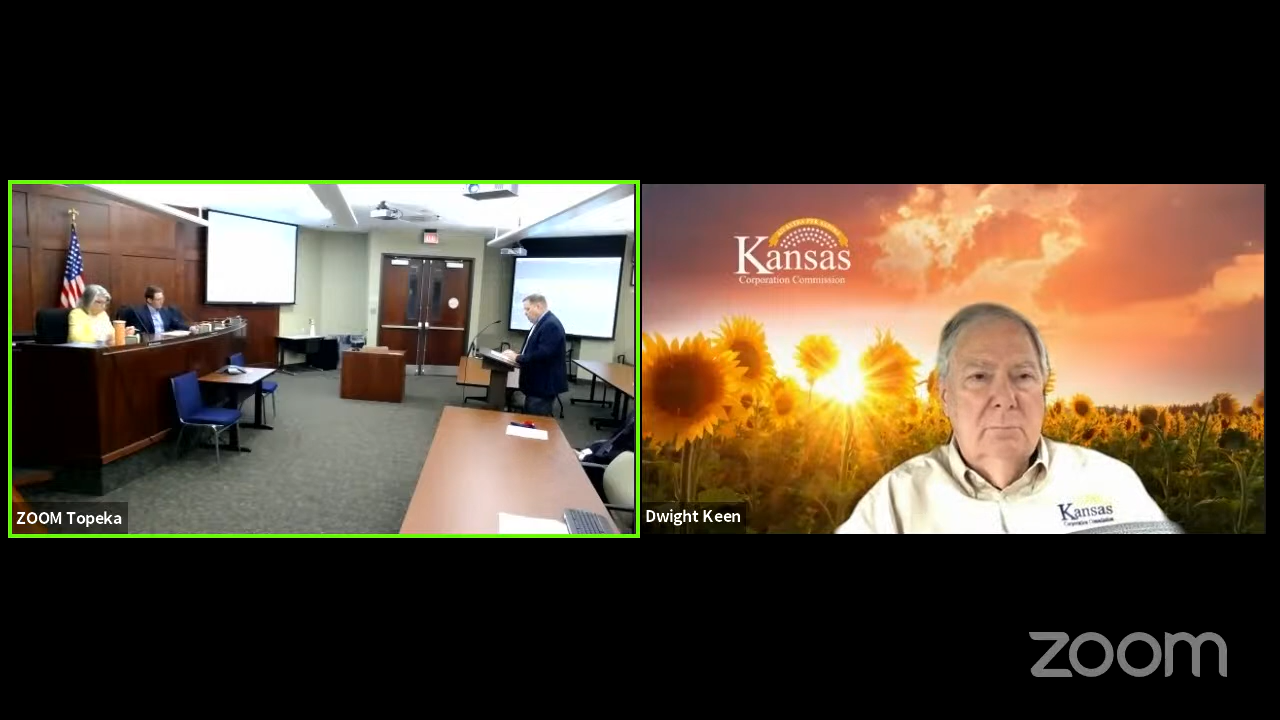 Kansas
Corporation Commission
Kansas
Corporation Commission
ZOOM Topeka
Dwight Keen
zoom